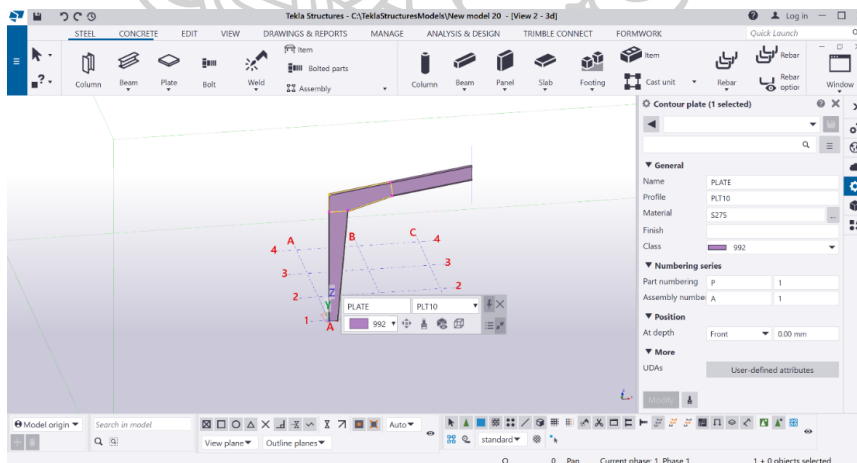 Tekla Structures - C:\TeklaStructuresModels\New model 20 - [View 2 - 3d]
Log in
STEEL CONCRETE EDIT VIEW DRAWINGS & REPORTS MANAGE ANALYSIS & DESIGN TRIMBLE CONNECT FORMWORK Quick Launch
Item
Bolted parts
Assembly
Column Beam Plate Bolt Weld
Column Beam Panel Slab Footing
Item
Cast unit
Rebar
Rebar
Rebar
option
Window
Contour plate (1 selected)
General
Name PLATE
Profile PLT10
Material S275 ...
Finish
Class 992
Numbering series
Part numbering P 1
Assembly numbe A 1
Position
At depth Front 0.00 mm
More
UDAs User-defined attributes
Modify
A B C 4
4
3 3
2 2
1
A
Z
Y
PLATE PLT10
992
Model origin Search in model Auto
View plane Outline planes standard
O 0 Pan Current phase: 1, Phase 1 1 + 0 objects selected